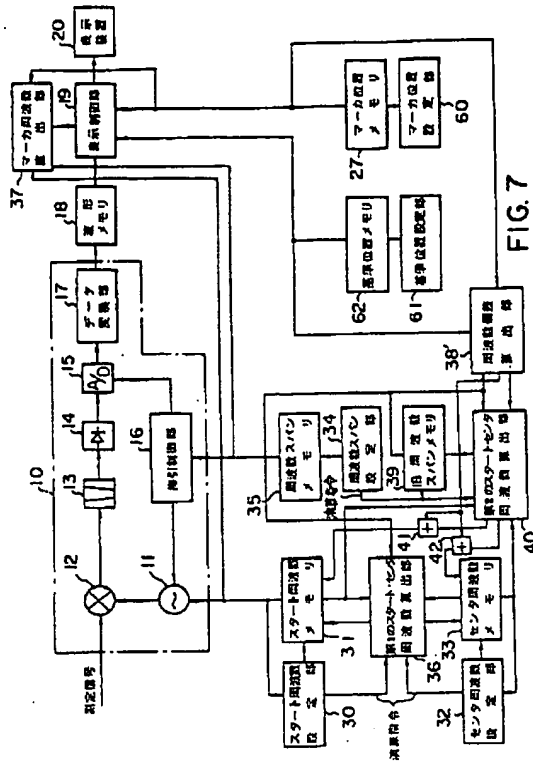 測定信号
10
12
13
14
15
A/D
17
データ
変換部
11
16
掃引制御部
18
波形
メモリ
37
マーカ周波数
算出部
19
表示制御部
20
表示
装置
30
スタート周波数
設定部
31
スタート周波数
メモリ
32
センタ周波数
設定部
33
センタ周波数
メモリ
演算指令
36
第1のスタート・センタ
周波数算出部
35
周波数スパン
メモリ
34
周波数スパン
設定部
演算指令
39
旧周波数
スパンメモリ
41
42
40
第2のスタート・センタ
周波数算出部
38
周波数偏差
算出部
62
基準位置メモリ
61
基準位置設定部
27
マーカ位置
メモリ
60
マーカ位置
設定部
FIG. 7